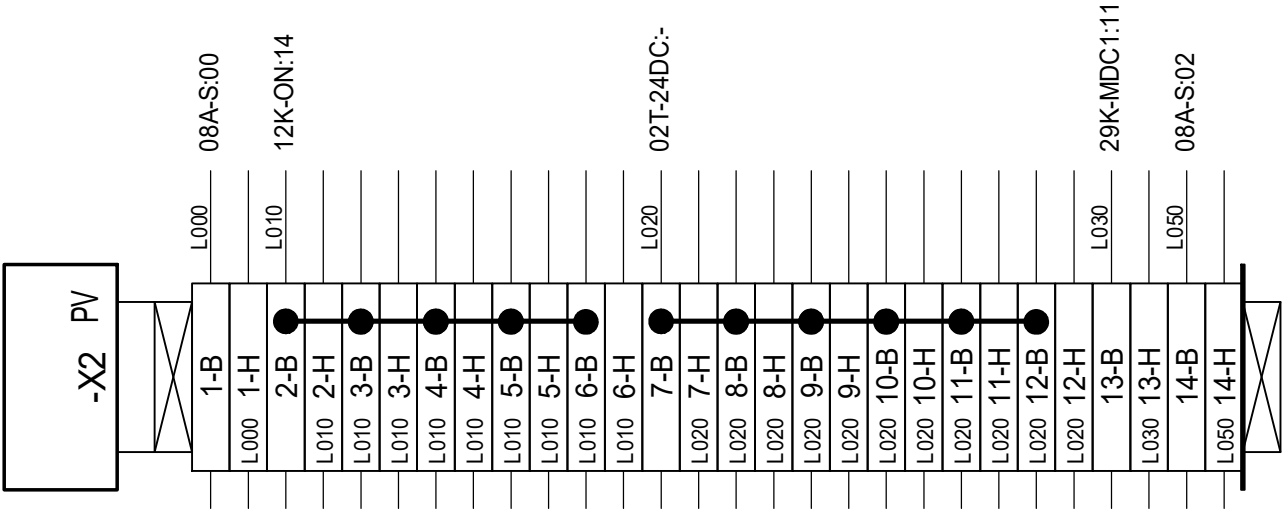 -X2 PV
08A-S:00
12K-ON:14
02T-24DC:-
29K-MDC1:11
08A-S:02
L000
L010
L020
L030
L050
1-B
L000 1-H
2-B
L010 2-H
L010 3-B
L010 3-H
L010 4-B
L010 4-H
L010 5-B
L010 5-H
L010 6-B
L010 6-H
7-B
L020 7-H
L020 8-B
L020 8-H
L020 9-B
L020 9-H
L020 10-B
L020 10-H
L020 11-B
L020 11-H
L020 12-B
L020 12-H
13-B
L030 13-H
14-B
L050 14-H